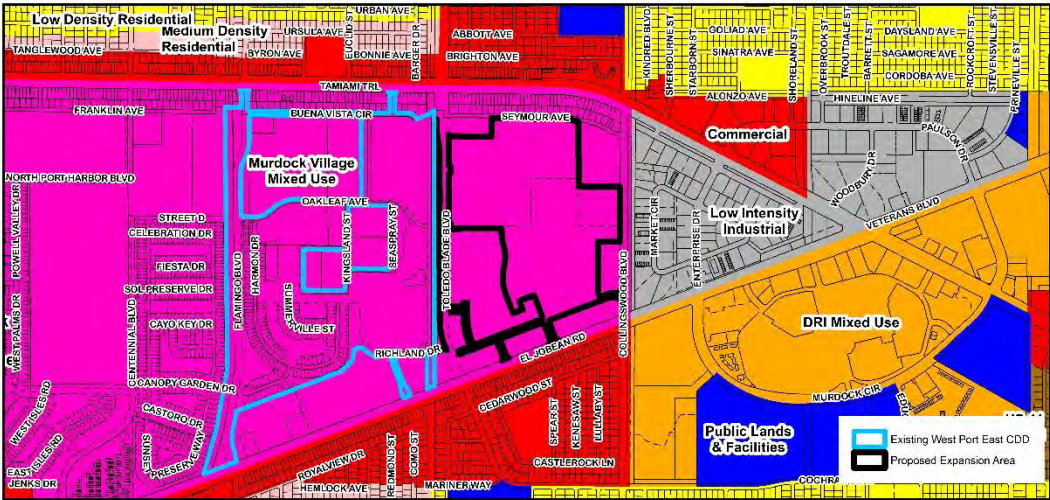 URBAN AVE
Low Density Residential
Medium Density
Residential
URSULA AVE
EUCLID ST
TANGLEWOOD AVE
BYRON AVE
E BONNIE AVE
BARGER DR
ABBOTT AVE
BRIGHTON AVE
KINDRED BLVD
SHERBOURNE ST
STARBORN ST
GOLIAD AVE
SINATRA AVE
SHORELAND ST
OVERBROOK ST
TROUTDALE ST
BARRETT ST
DAYSLAND AVE
SAGAMORE AVE
CORDOBA AVE
ROCKCROFT ST
STEVENSVILLE ST
PRINEVILLE ST
TAMIAMI TRL
ALONZO AVE
HINELINE AVE
FRANKLIN AVE
BUENA VISTA CIR
SEYMOUR AVE
Commercial
PAULSON DR
Murdock Village
Mixed Use
NORTH PORT HARBOR BLVD
POWELL VALLEY DR
OAKLEAF AVE
WOODBURY DR
VETERANS BLVD
Low Intensity
Industrial
STREET D
CELEBRATION DR
FIESTA DR
SOL PRESERVE DR
CAYO KEY DR
CENTENNIAL BLVD
FLAMINGO BLVD
HARMON DR
KINGSLAND ST
SEASPRAY ST
SUMMERVILLE ST
TOLEDO BLADE BLVD
COLLINGSWOOD BLVD
MARKET CIR
ENTERPRISE DR
DRI Mixed Use
WEST PALMS DR
RICHLAND DR
EL JOBEAN RD
CANOPY GARDEN DR
CEDARWOOD ST
MURDOCK CIR
WEST ISLES RD
CASTORO DR
SUNSET
PRESERVE WAY
SPEAR ST
KENESAW ST
LULLABY ST
Public Lands
& Facilities
EAST ISLES RD
JENKS DR
ROYALVIEW DR
HEMLOCK AVE
REDMOND ST
COMO ST
MARINER WAY
CASTLEROCK LN
COCHRA
Existing West Port East CDD
Proposed Expansion Area